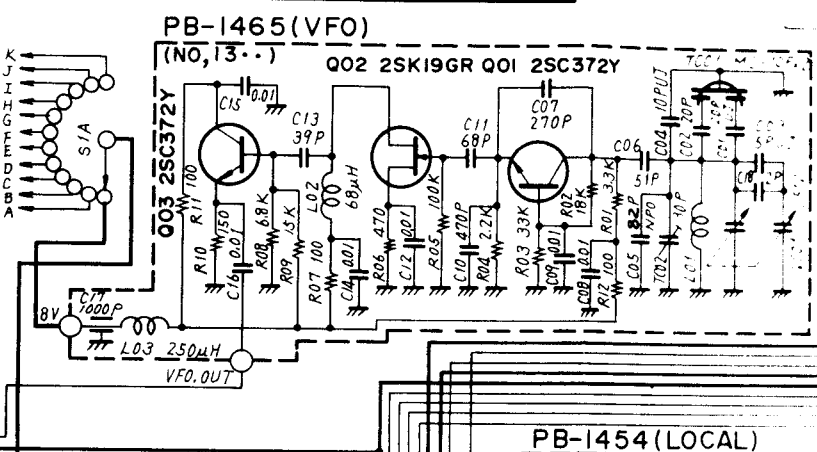 PB-1465(VFO)
(NO,13··)
Q02 2SK19GR Q01 2SC372Y
Q03 2SC372Y
K
J
I
H
G
F
E
D
C
B
A
S1A
C15
0.01
C13
39P
C11
68P
C07
270P
C06
51P
C04 10PUJ
C02 20P
C01
R11 100
R10 150
C16 0.01
R08 6.8K
R09 15K
L02 68μH
R07 100
C14 0.01
R06 470
C12 0.01
R05 100K
C10 470P
R04 2.2K
R03 33K
C09 0.01
R02 18K
R01 3.3K
C08 0.01
R12 100
C05 82P NPO
TC02
L01
8V
C17
1000P
L03 250μH
VFO.OUT
PB-1454(LOCAL)